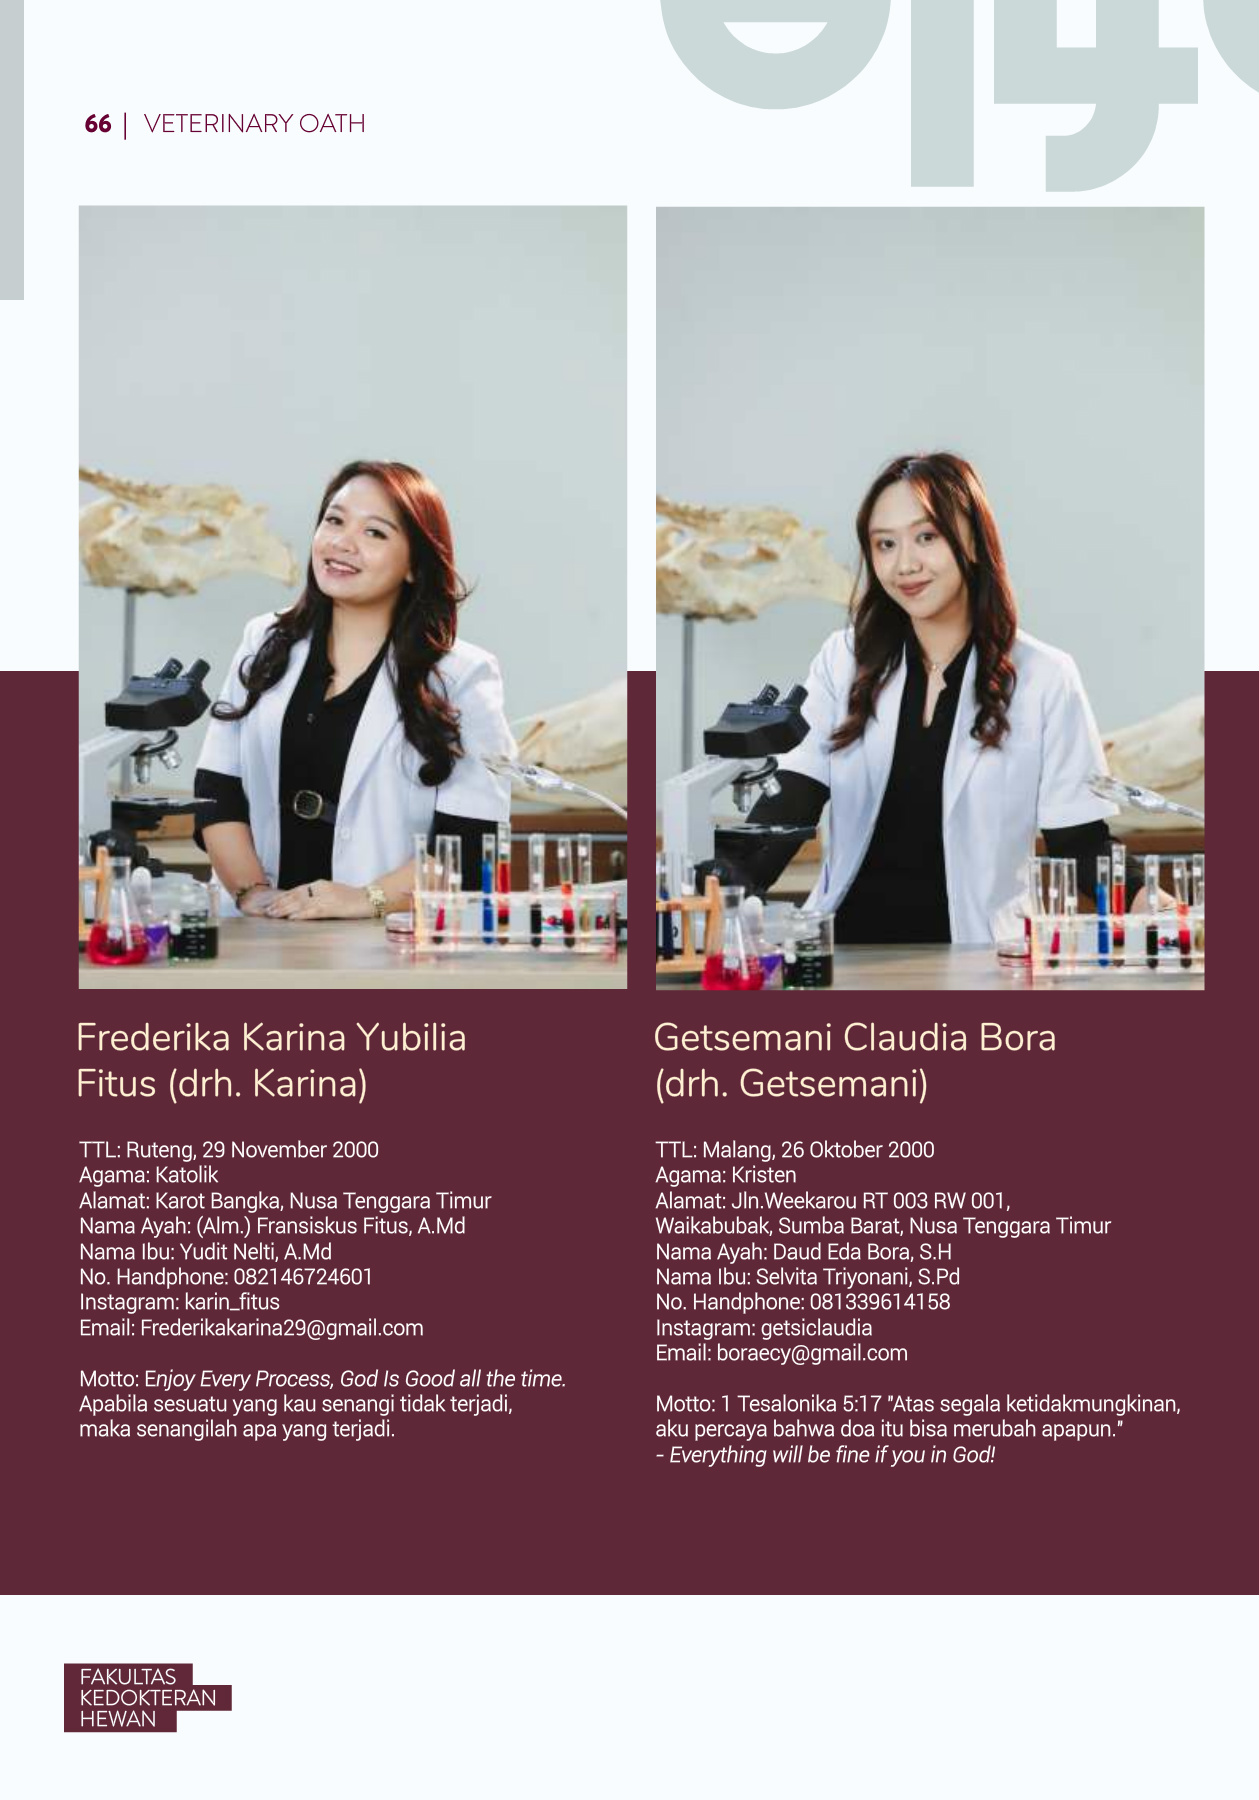 66 | VETERINARY OATH
Frederika Karina Yubilia
Fitus (drh. Karina)
TTL: Ruteng, 29 November 2000
Agama: Katolik
Alamat: Karot Bangka, Nusa Tenggara Timur
Nama Ayah: (Alm.) Fransiskus Fitus, A.Md
Nama Ibu: Yudit Nelti, A.Md
No. Handphone: 082146724601
Instagram: karin_fitus
Email: Frederikakarina29@gmail.com
Motto: Enjoy Every Process, God Is Good all the time.
Apabila sesuatu yang kau senangi tidak terjadi,
maka senangilah apa yang terjadi.
Getsemani Claudia Bora
(drh. Getsemani)
TTL: Malang, 26 Oktober 2000
Agama: Kristen
Alamat: Jln.Weekarou RT 003 RW 001,
Waikabubak, Sumba Barat, Nusa Tenggara Timur
Nama Ayah: Daud Eda Bora, S.H
Nama Ibu: Selvita Triyonani, S.Pd
No. Handphone: 081339614158
Instagram: getsiclaudia
Email: boraecy@gmail.com
Motto: 1 Tesalonika 5:17 "Atas segala ketidakmungkinan,
aku percaya bahwa doa itu bisa merubah apapun."
- Everything will be fine if you in God!
FAKULTAS
KEDOKTERAN
HEWAN